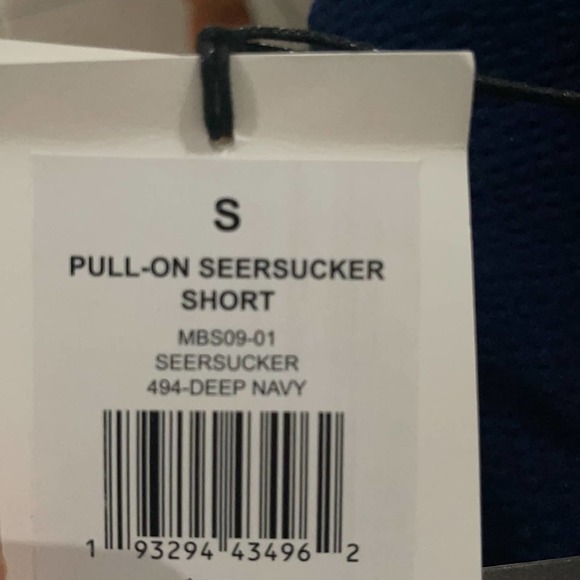 S
PULL-ON SEERSUCKER
SHORT
MBS09-01
SEERSUCKER
494-DEEP NAVY
1 93294 43496 2